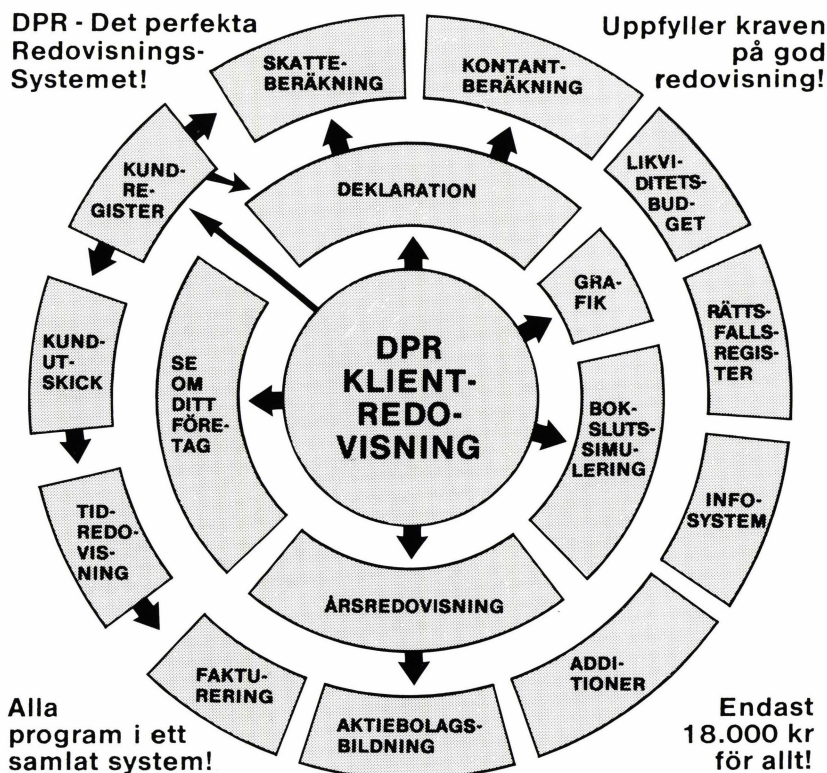 DPR - Det perfekta
Redovisnings-
Systemet!
Uppfyller kraven
på god
redovisning!
SKATTE-
BERÄKNING
KONTANT-
BERÄKNING
LIKVI-
DITETS-
BUD-
GET
RÄTTS-
FALLS-
REGIS-
TER
INFO-
SYSTEM
ADDI-
TIONER
AKTIEBOLAGS-
BILDNING
FAKTU-
RERING
TID-
REDO-
VIS-
NING
KUND-
UT-
SKICK
KUND-
RE-
GISTER
DEKLARATION
GRA-
FIK
BOK-
SLUTS-
SIMU-
LERING
ÅRSREDOVISNING
SE
OM
DITT
FÖRE-
TAG
DPR
KLIENT-
REDO-
VISNING
Alla
program i ett
samlat system!
Endast
18.000 kr
för allt!